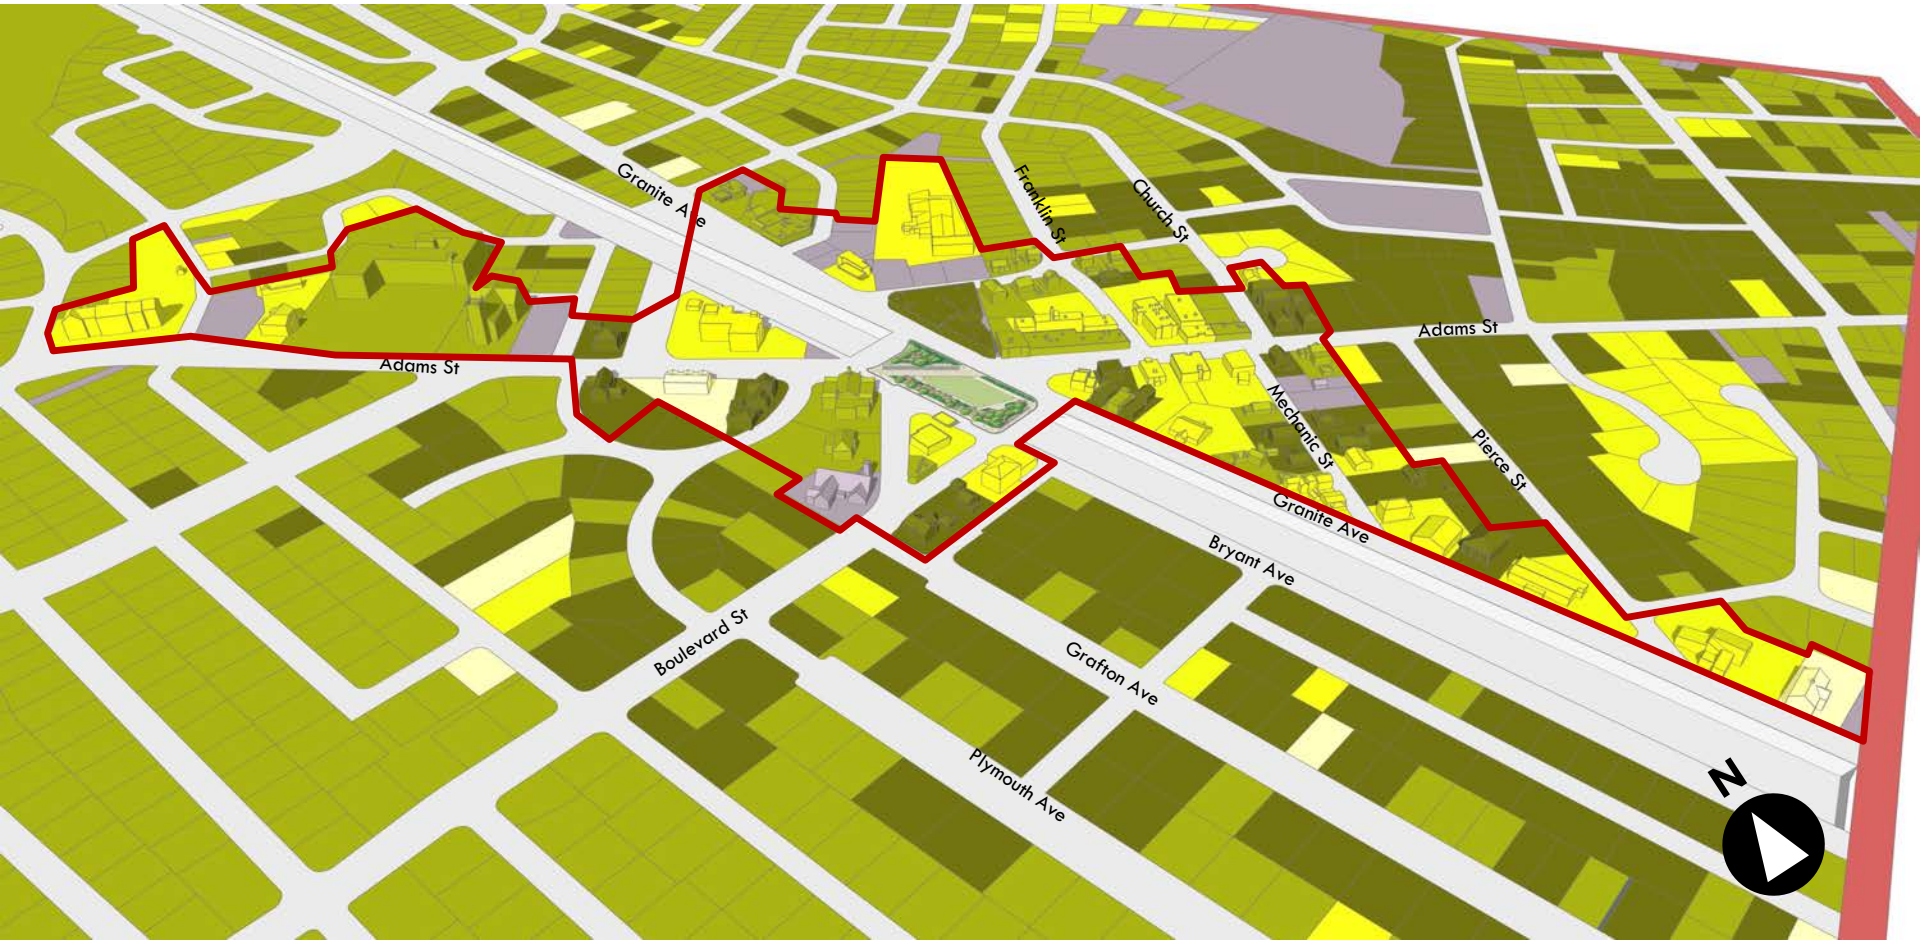 Granite Ave
Franklin St
Church St
Adams St
Adams St
Mechanic St
Pierce St
Granite Ave
Bryant Ave
Boulevard St
Grafton Ave
Plymouth Ave
N